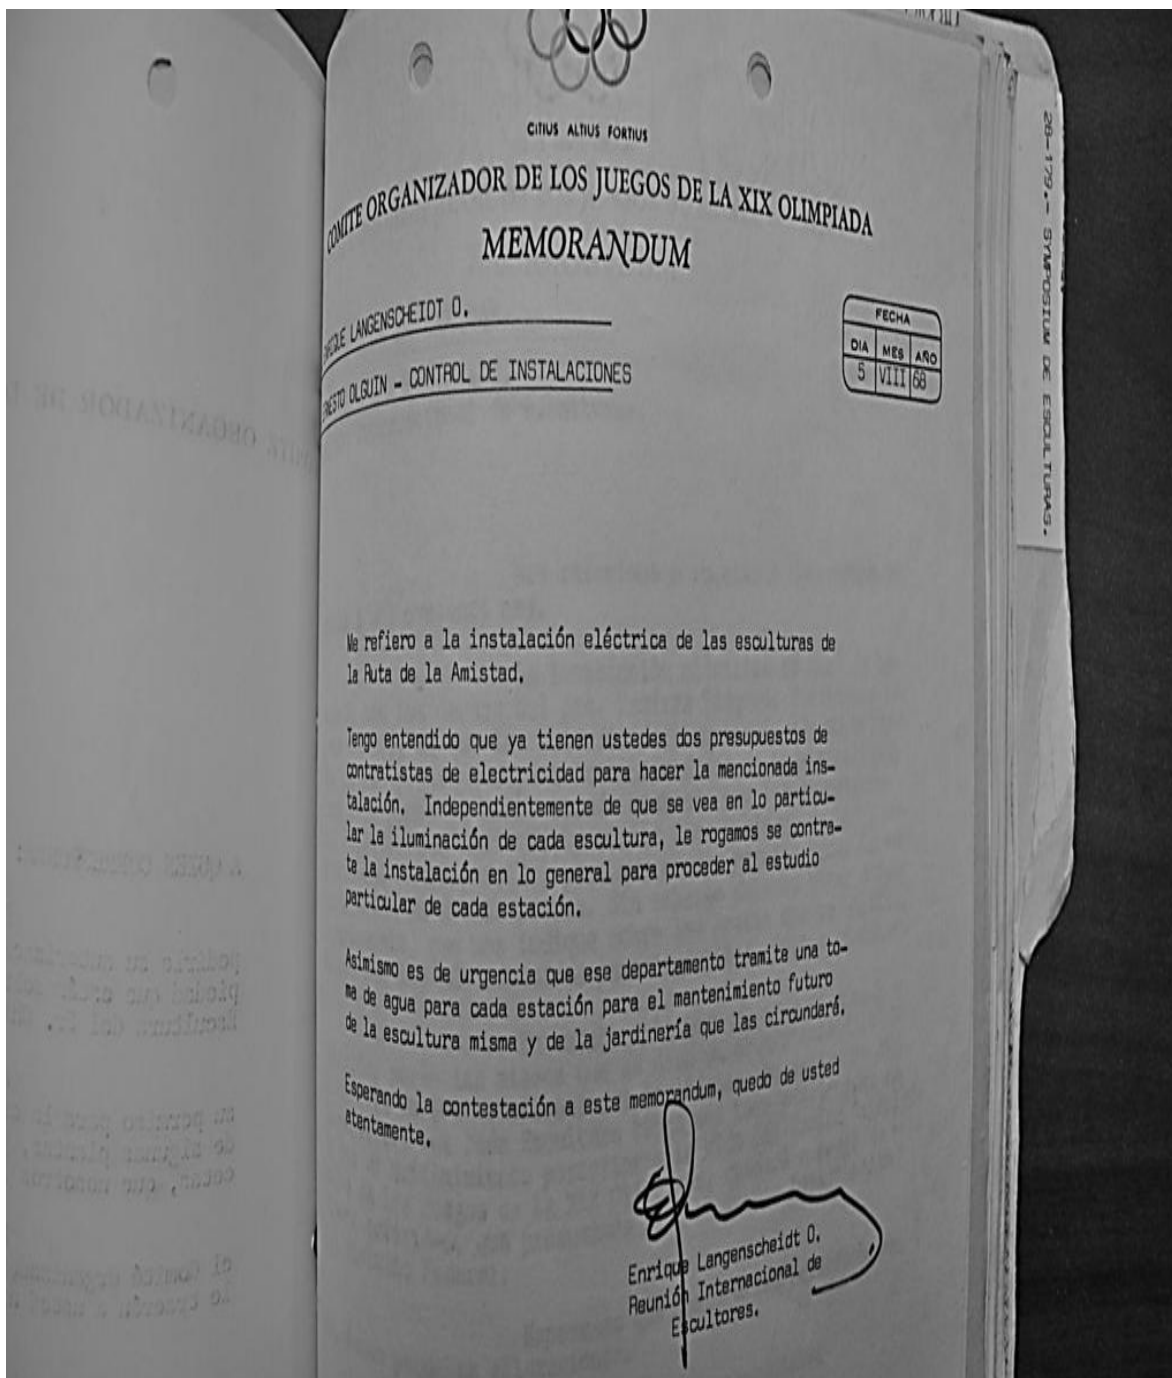 CITIUS ALTIUS FORTIUS
COMITE ORGANIZADOR DE LOS JUEGOS DE LA XIX OLIMPIADA
MEMORANDUM
LANGENSCHEIDT O.
OLGUIN - CONTROL DE INSTALACIONES
FECHA
DIA MES AÑO
5 VIII 68
28-179.- SYMPOSIUM DE ESCULTURAS.
Me refiero a la instalación eléctrica de las esculturas de
la Ruta de la Amistad.
Tengo entendido que ya tienen ustedes dos presupuestos de
contratistas de electricidad para hacer la mencionada ins-
talación. Independientemente de que se vea en lo particu-
lar la iluminación de cada escultura, le rogamos se contra-
te la instalación en lo general para proceder al estudio
particular de cada estación.
Asimismo es de urgencia que ese departamento tramite una to-
ma de agua para cada estación para el mantenimiento futuro
de la escultura misma y de la jardinería que las circundará.
Esperando la contestación a este memorandum, quedo de usted
atentamente.
Enrique Langenscheidt O.
Reunión Internacional de
Escultores.